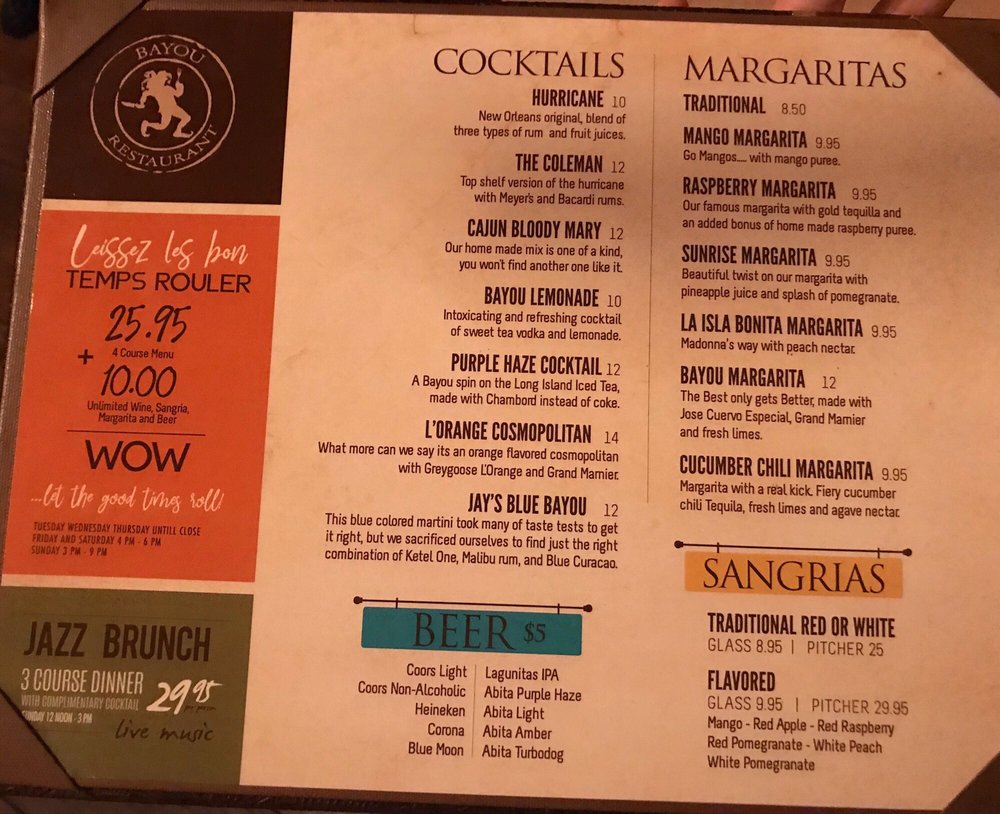 BAYOU
RESTAURANT
Leissez les bon
TEMPS ROULER
25.95
4 Course Menu
+
10.00
Unlimited Wine, Sangria,
Margarita and Beer
WOW
...let the good times roll!
TUESDAY WEDNESDAY THURSDAY UNTILL CLOSE
FRIDAY AND SATURDAY 4 PM - 6 PM
SUNDAY 3 PM - 9 PM
JAZZ BRUNCH
3 COURSE DINNER
WITH COMPLIMENTARY COCKTAIL
29.95
per person
SUNDAY 12 NOON - 3 PM
live music
COCKTAILS
HURRICANE 10
New Orleans original, blend of
three types of rum and fruit juices.
THE COLEMAN 12
Top shelf version of the hurricane
with Meyer's and Bacardi rums.
CAJUN BLOODY MARY 12
Our home made mix is one of a kind,
you won't find another one like it.
BAYOU LEMONADE 10
Intoxicating and refreshing cocktail
of sweet tea vodka and lemonade.
PURPLE HAZE COCKTAIL 12
A Bayou spin on the Long Island Iced Tea,
made with Chambord instead of coke.
L'ORANGE COSMOPOLITAN 14
What more can we say its an orange flavored cosmopolitan
with Greygoose L'Orange and Grand Marnier.
JAY'S BLUE BAYOU 12
This blue colored martini took many of taste tests to get
it right, but we sacrificed ourselves to find just the right
combination of Ketel One, Malibu rum, and Blue Curacao.
BEER $5
Coors Light
Coors Non-Alcoholic
Heineken
Corona
Blue Moon
Lagunitas IPA
Abita Purple Haze
Abita Light
Abita Amber
Abita Turbodog
MARGARITAS
TRADITIONAL 8.50
MANGO MARGARITA 9.95
Go Mangos.... with mango puree.
RASPBERRY MARGARITA 9.95
Our famous margarita with gold tequilla and
an added bonus of home made raspberry puree.
SUNRISE MARGARITA 9.95
Beautiful twist on our margarita with
pineapple juice and splash of pomegranate.
LA ISLA BONITA MARGARITA 9.95
Madonna's way with peach nectar.
BAYOU MARGARITA 12
The Best only gets Better, made with
Jose Cuervo Especial, Grand Marnier
and fresh limes.
CUCUMBER CHILI MARGARITA 9.95
Margarita with a real kick. Fiery cucumber
chili Tequila, fresh limes and agave nectar.
SANGRIAS
TRADITIONAL RED OR WHITE
GLASS 8.95 | PITCHER 25
FLAVORED
GLASS 9.95 | PITCHER 29.95
Mango - Red Apple - Red Raspberry
Red Pomegranate - White Peach
White Pomegranate